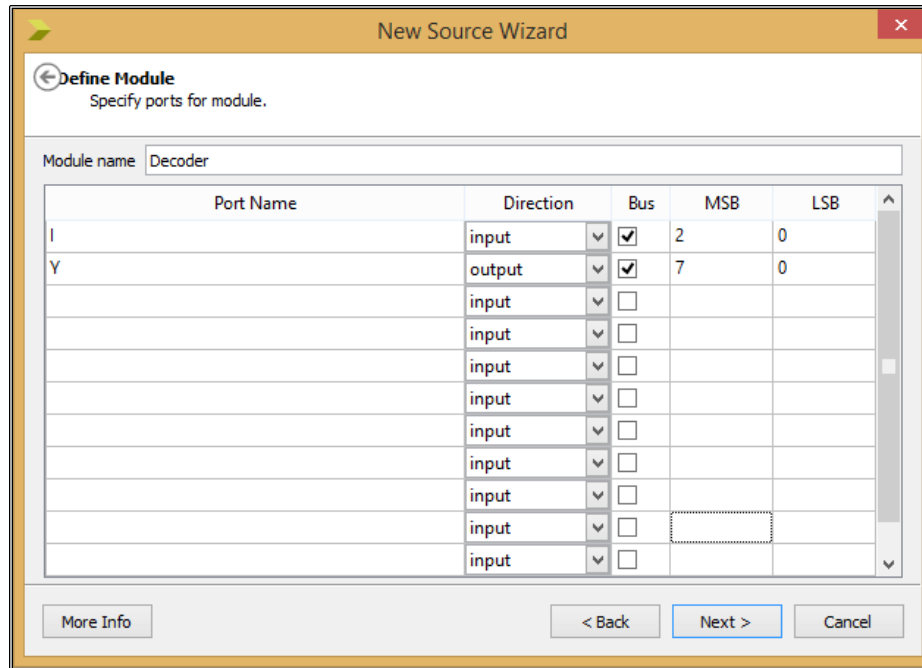 New Source Wizard
Define Module
Specify ports for module.
Module name Decoder
Port Name Direction Bus MSB LSB
I input 2 0
Y output 7 0
input
input
input
input
input
input
input
input
input
More Info < Back Next > Cancel